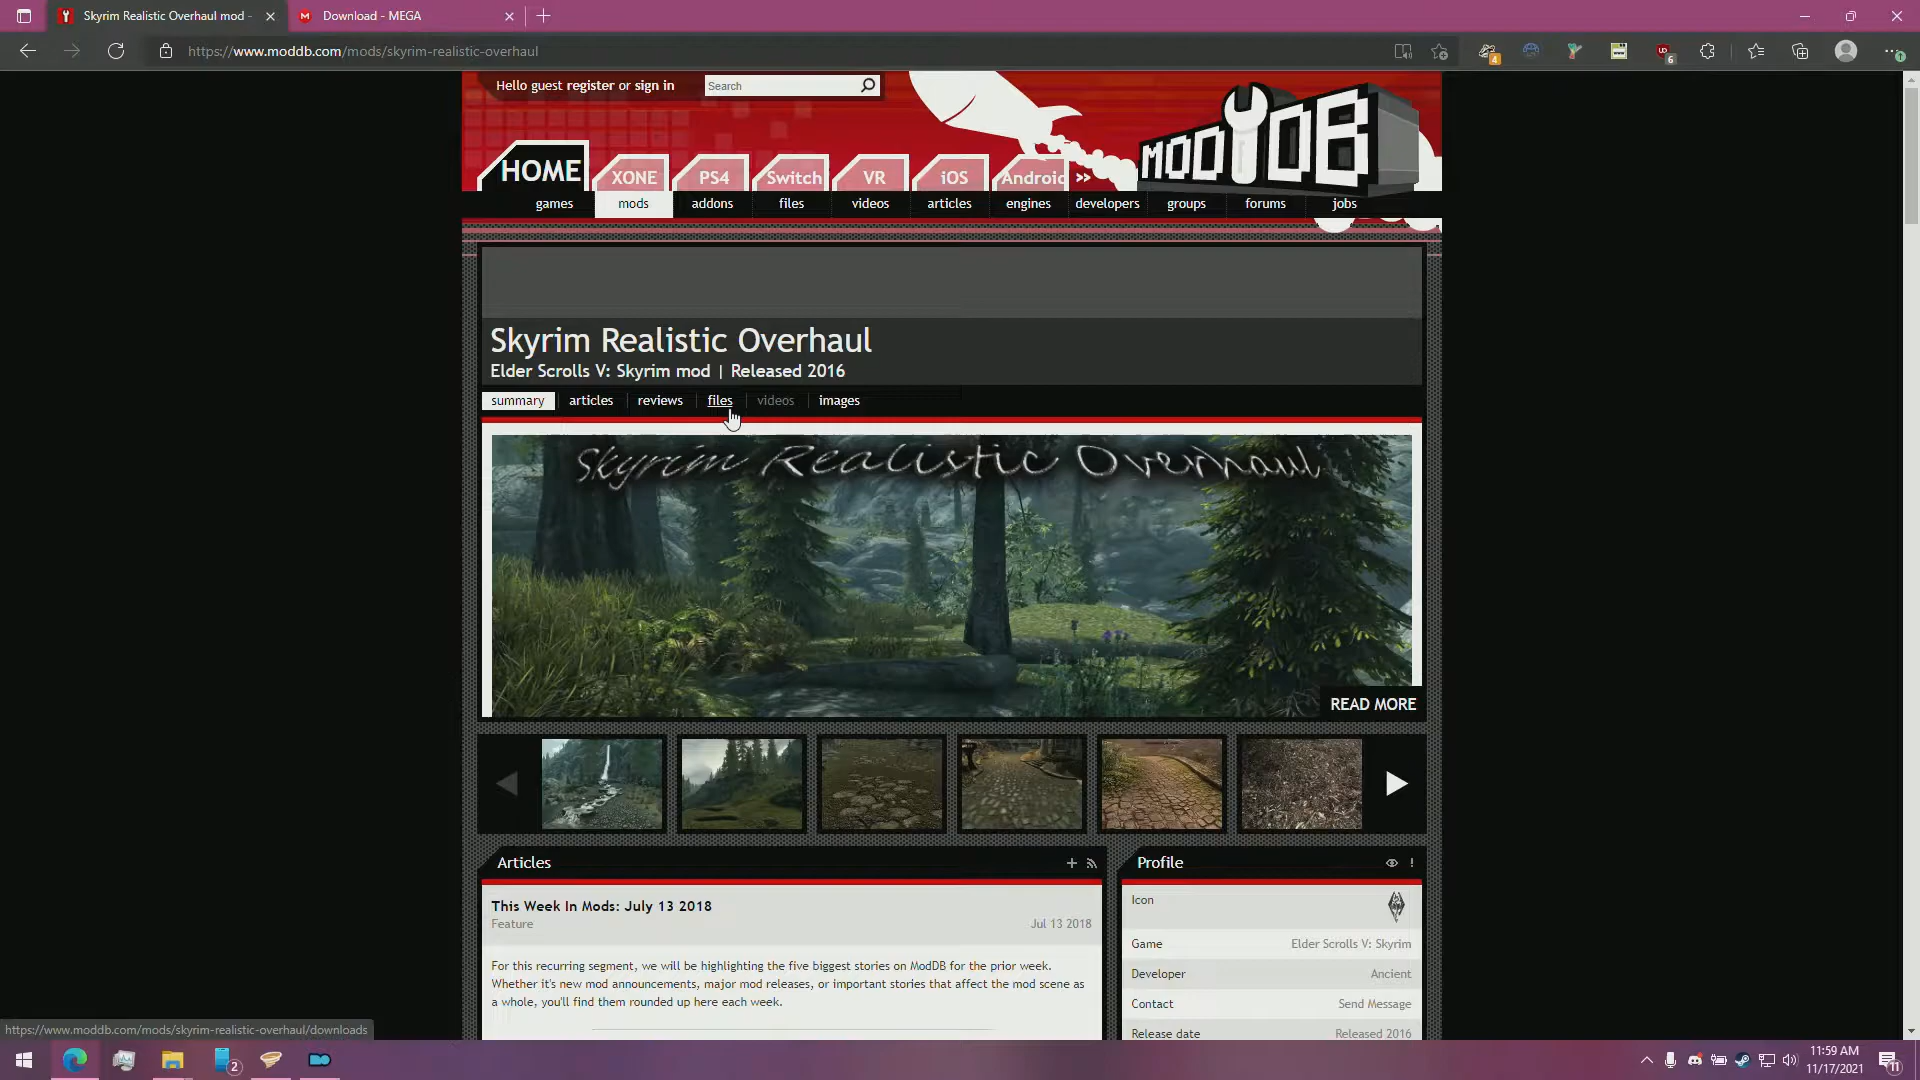 Skyrim Realistic Overhaul mod -
Download - MEGA
https://www.moddb.com/mods/skyrim-realistic-overhaul
4
6
Hello guest register or sign in
Search
MOD DB
HOME
XONE
PS4
Switch
VR
iOS
Android
>>
games
mods
addons
files
videos
articles
engines
developers
groups
forums
jobs
Skyrim Realistic Overhaul
Elder Scrolls V: Skyrim mod | Released 2016
summary
articles
reviews
files
videos
images
Skyrim Realistic Overhaul
READ MORE
Articles
This Week In Mods: July 13 2018
Feature
Jul 13 2018
For this recurring segment, we will be highlighting the five biggest stories on ModDB for the prior week.
Whether it's new mod announcements, major mod releases, or important stories that affect the mod scene as
a whole, you'll find them rounded up here each week.
Profile
Icon
Game
Elder Scrolls V: Skyrim
Developer
Ancient
Contact
Send Message
Release date
Released 2016
https://www.moddb.com/mods/skyrim-realistic-overhaul/downloads
2
11:59 AM
11/17/2021
11